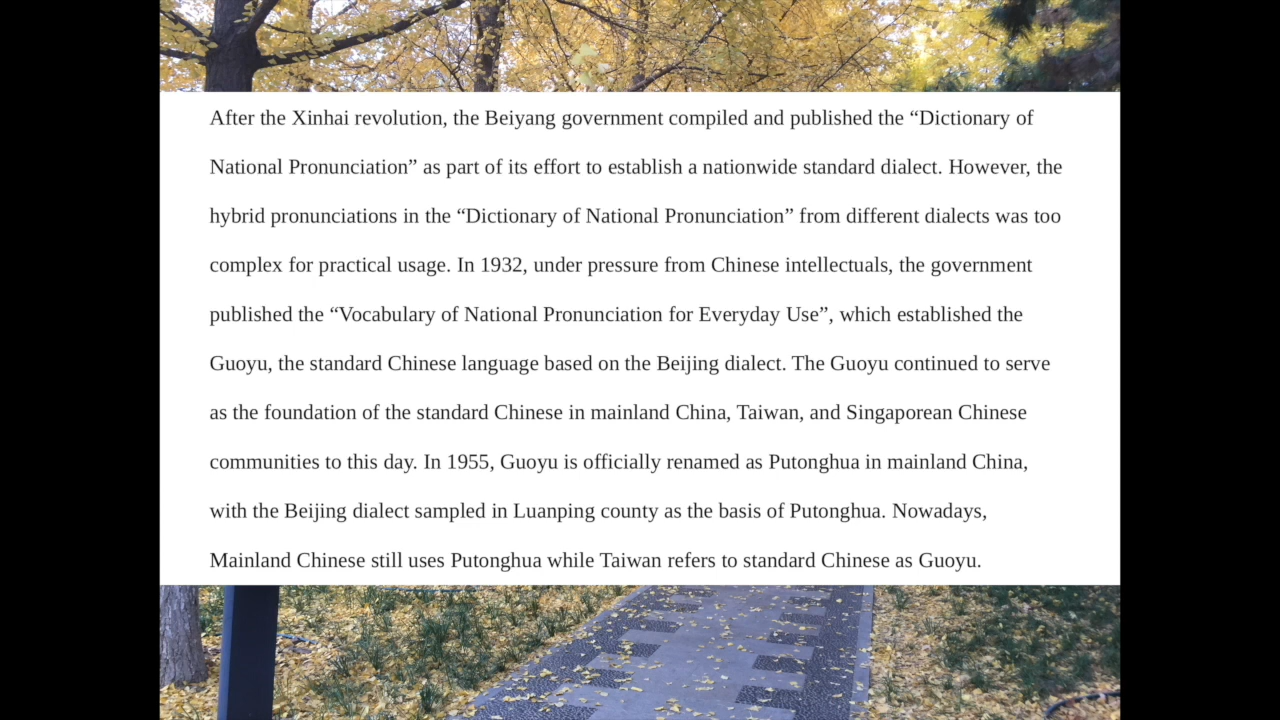 After the Xinhai revolution, the Beiyang government compiled and published the “Dictionary of
National Pronunciation” as part of its effort to establish a nationwide standard dialect. However, the
hybrid pronunciations in the “Dictionary of National Pronunciation” from different dialects was too
complex for practical usage. In 1932, under pressure from Chinese intellectuals, the government
published the “Vocabulary of National Pronunciation for Everyday Use”, which established the
Guoyu, the standard Chinese language based on the Beijing dialect. The Guoyu continued to serve
as the foundation of the standard Chinese in mainland China, Taiwan, and Singaporean Chinese
communities to this day. In 1955, Guoyu is officially renamed as Putonghua in mainland China,
with the Beijing dialect sampled in Luanping county as the basis of Putonghua. Nowadays,
Mainland Chinese still uses Putonghua while Taiwan refers to standard Chinese as Guoyu.